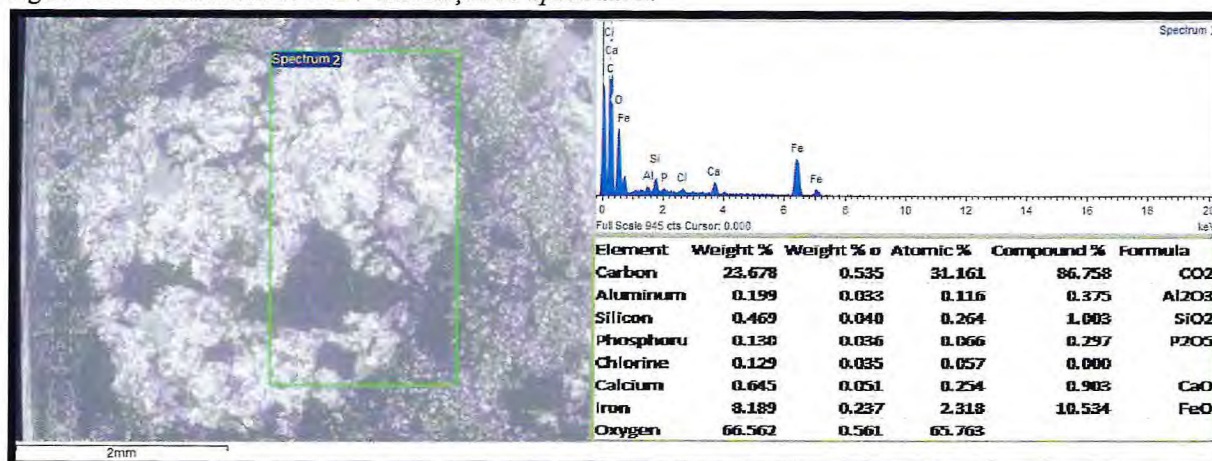 Spectrum 2
2mm
Spectrum
Cl
Ca
C
O
Fe
Si
Al P Cl Ca
Fe
Fe
0 2 4 6 8 10 12 14 16 18 20
Full Scale 945 cts Cursor: 0.000 keV
Element Weight % Weight % σ Atomic % Compound % Formula
Carbon 23.678 0.535 31.161 86.758 CO2
Aluminum 0.199 0.033 0.116 0.375 Al2O3
Silicon 0.469 0.040 0.264 1.003 SiO2
Phosphoru 0.130 0.036 0.066 0.297 P2O5
Chlorine 0.129 0.035 0.057 0.000
Calcium 0.645 0.051 0.254 0.903 CaO
Iron 8.189 0.237 2.318 10.534 FeO
Oxygen 66.562 0.561 65.763